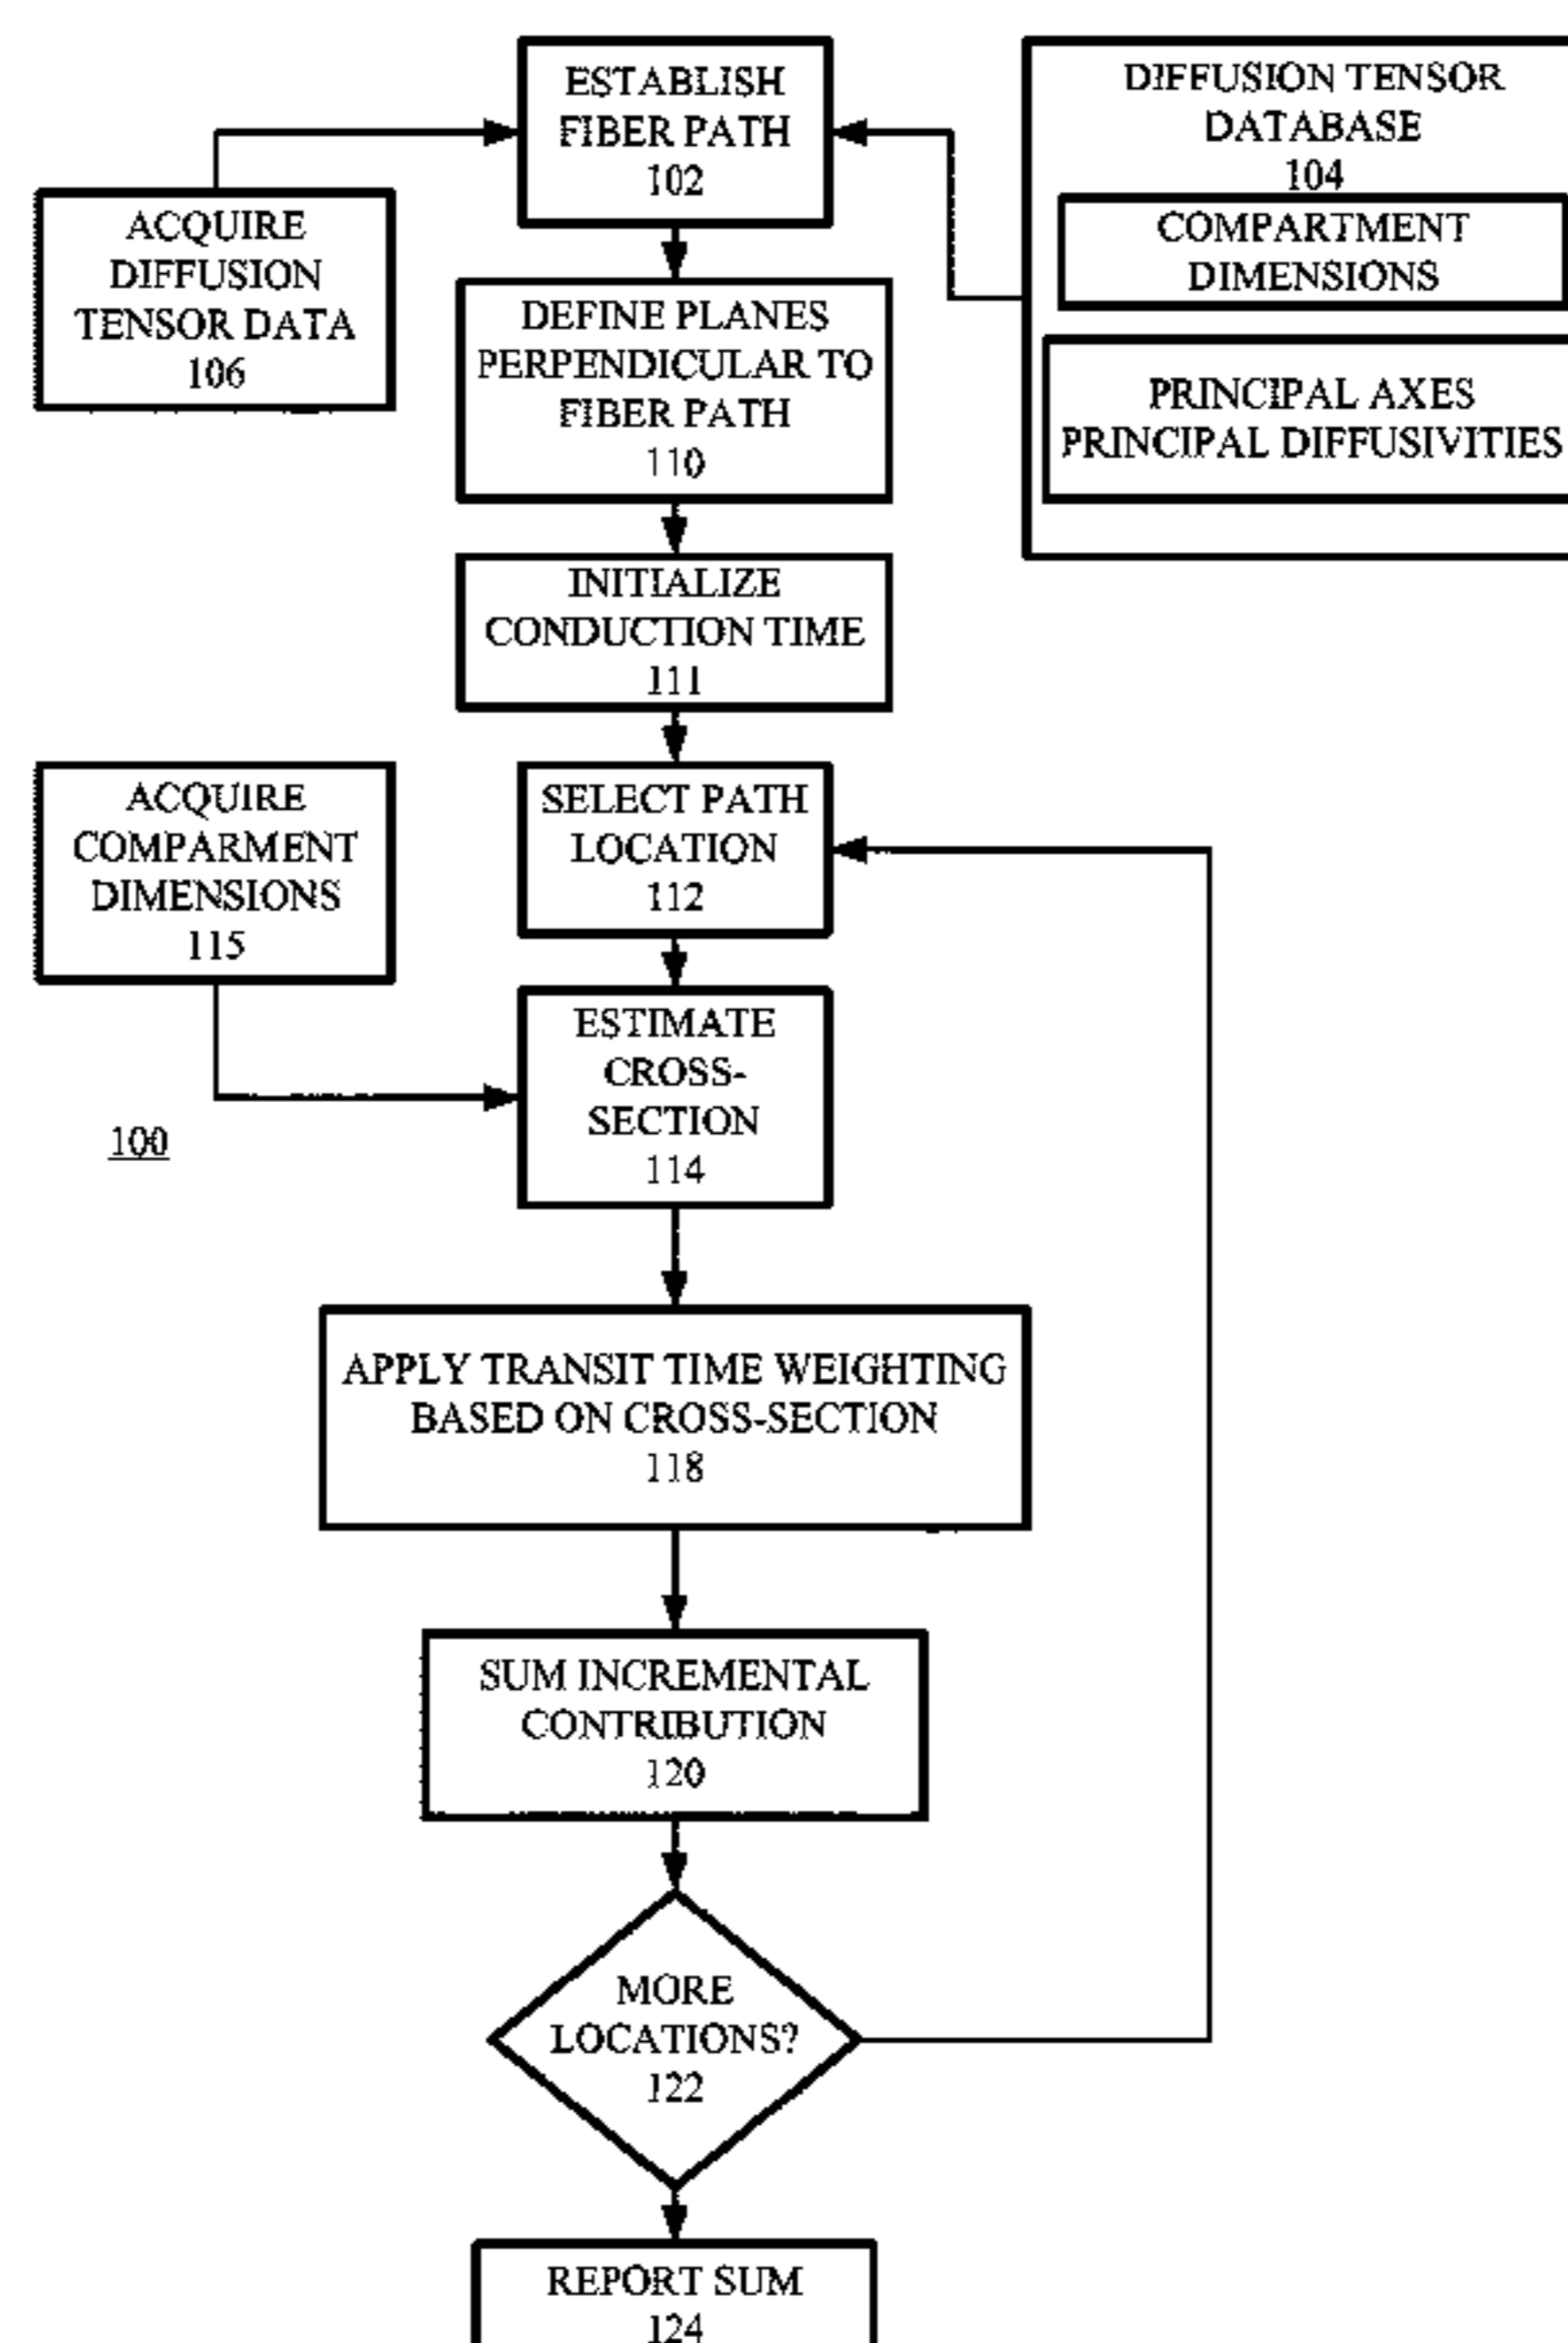 ESTABLISH
FIBER PATH
102
DIFFUSION TENSOR
DATABASE
104
COMPARTMENT
DIMENSIONS
PRINCIPAL AXES
PRINCIPAL DIFFUSIVITIES
ACQUIRE
DIFFUSION
TENSOR DATA
106
DEFINE PLANES
PERPENDICULAR TO
FIBER PATH
110
INITIALIZE
CONDUCTION TIME
111
ACQUIRE
COMPARMENT
DIMENSIONS
115
SELECT PATH
LOCATION
112
ESTIMATE
CROSS-
SECTION
114
100
APPLY TRANSIT TIME WEIGHTING
BASED ON CROSS-SECTION
118
SUM INCREMENTAL
CONTRIBUTION
120
MORE
LOCATIONS?
122
REPORT SUM
124